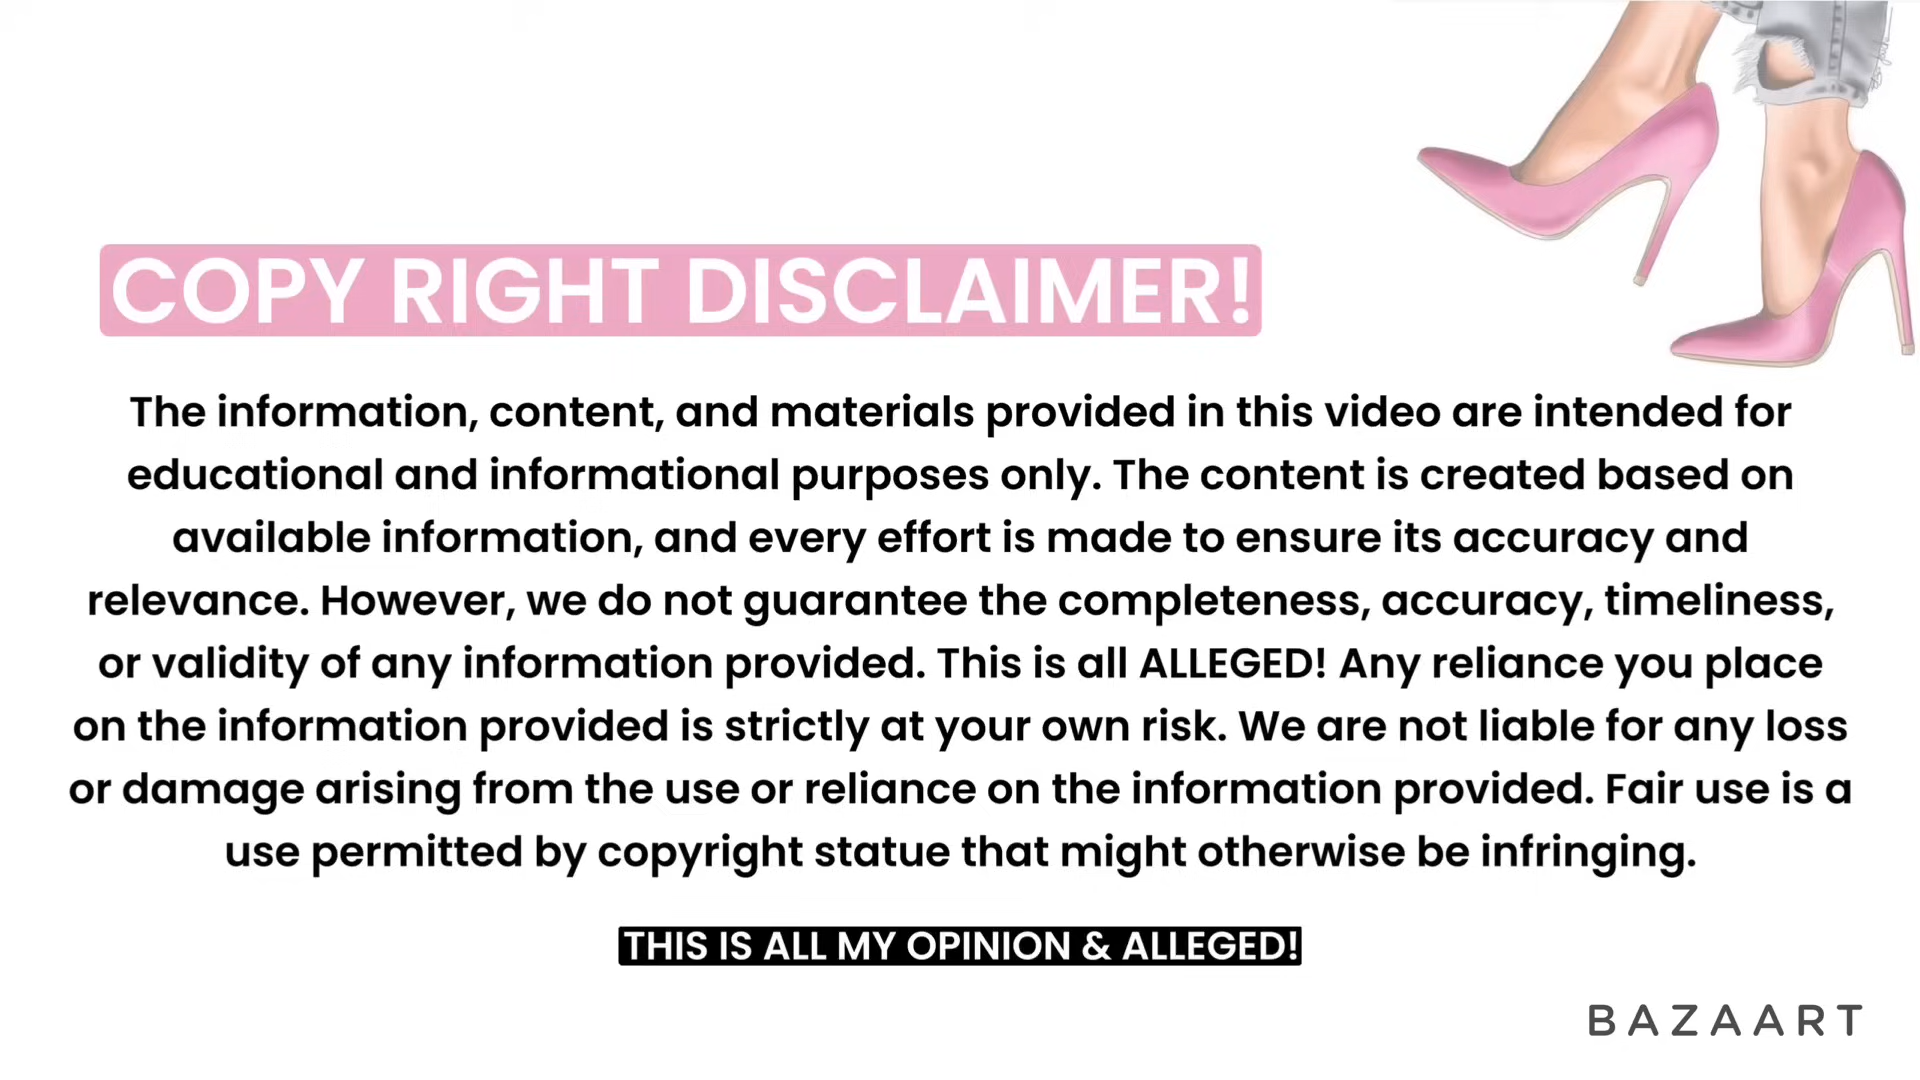 COPY RIGHT DISCLAIMER!
The information, content, and materials provided in this video are intended for
educational and informational purposes only. The content is created based on
available information, and every effort is made to ensure its accuracy and
relevance. However, we do not guarantee the completeness, accuracy, timeliness,
or validity of any information provided. This is all ALLEGED! Any reliance you place
on the information provided is strictly at your own risk. We are not liable for any loss
or damage arising from the use or reliance on the information provided. Fair use is a
use permitted by copyright statue that might otherwise be infringing.
THIS IS ALL MY OPINION & ALLEGED!
BAZAART